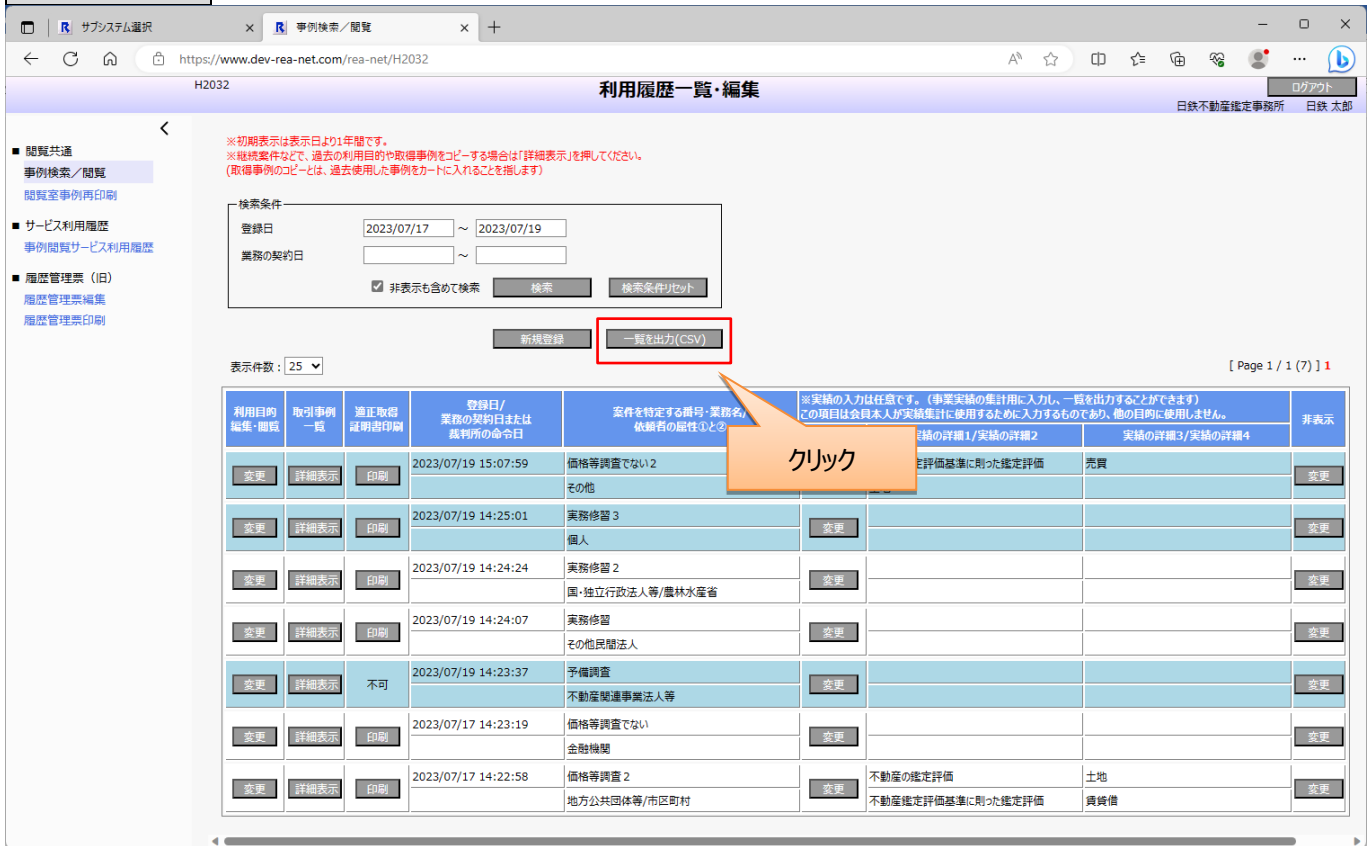 サブシステム選択
事例検索／閲覧
https://www.dev-rea-net.com/rea-net/H2032
H2032
利用履歴一覧・編集
ログアウト
日鉄不動産鑑定事務所 日鉄 太郎
■ 閲覧共通
事例検索／閲覧
閲覧室事例再印刷
■ サービス利用履歴
事例閲覧サービス利用履歴
■ 履歴管理票（旧）
履歴管理票編集
履歴管理票印刷
※初期表示は表示日より1年間です。
※継続案件などで、過去の利用目的や取得事例をコピーする場合は「詳細表示」を押してください。
(取得事例のコピーとは、過去使用した事例をカートに入れることを指します)
検索条件
登録日 2023/07/17 ～ 2023/07/19
業務の契約日 ～
非表示も含めて検索 検索 検索条件リセット
新規登録 一覧を出力(CSV)
表示件数： 25
[ Page 1 / 1 (7) ] 1
クリック
利用目的
編集・閲覧
取引事例
一覧
適正取得
証明書印刷
登録日/
業務の契約日または
裁判所の命令日
案件を特定する番号・業務名/
依頼者の属性①と②
※実績の入力は任意です。（事業実績の集計用に入力し、一覧を出力することができます）
この項目は会員本人が実績集計に使用するために入力するものであり、他の目的に使用しません。
実績の詳細1/実績の詳細2
実績の詳細3/実績の詳細4
非表示
変更 詳細表示 印刷 2023/07/19 15:07:59 価格等調査でない2 評価基準に則った鑑定評価 売買 変更
その他
変更 詳細表示 印刷 2023/07/19 14:25:01 実務修習３ 変更 変更
個人
変更 詳細表示 印刷 2023/07/19 14:24:24 実務修習２ 変更 変更
国・独立行政法人等/農林水産省
変更 詳細表示 印刷 2023/07/19 14:24:07 実務修習 変更 変更
その他民間法人
変更 詳細表示 不可 2023/07/19 14:23:37 予備調査 変更 変更
不動産関連事業法人等
変更 詳細表示 印刷 2023/07/17 14:23:19 価格等調査でない 変更 変更
金融機関
変更 詳細表示 印刷 2023/07/17 14:22:58 価格等調査２ 変更 不動産の鑑定評価 土地 変更
地方公共団体等/市区町村 不動産鑑定評価基準に則った鑑定評価 賃貸借